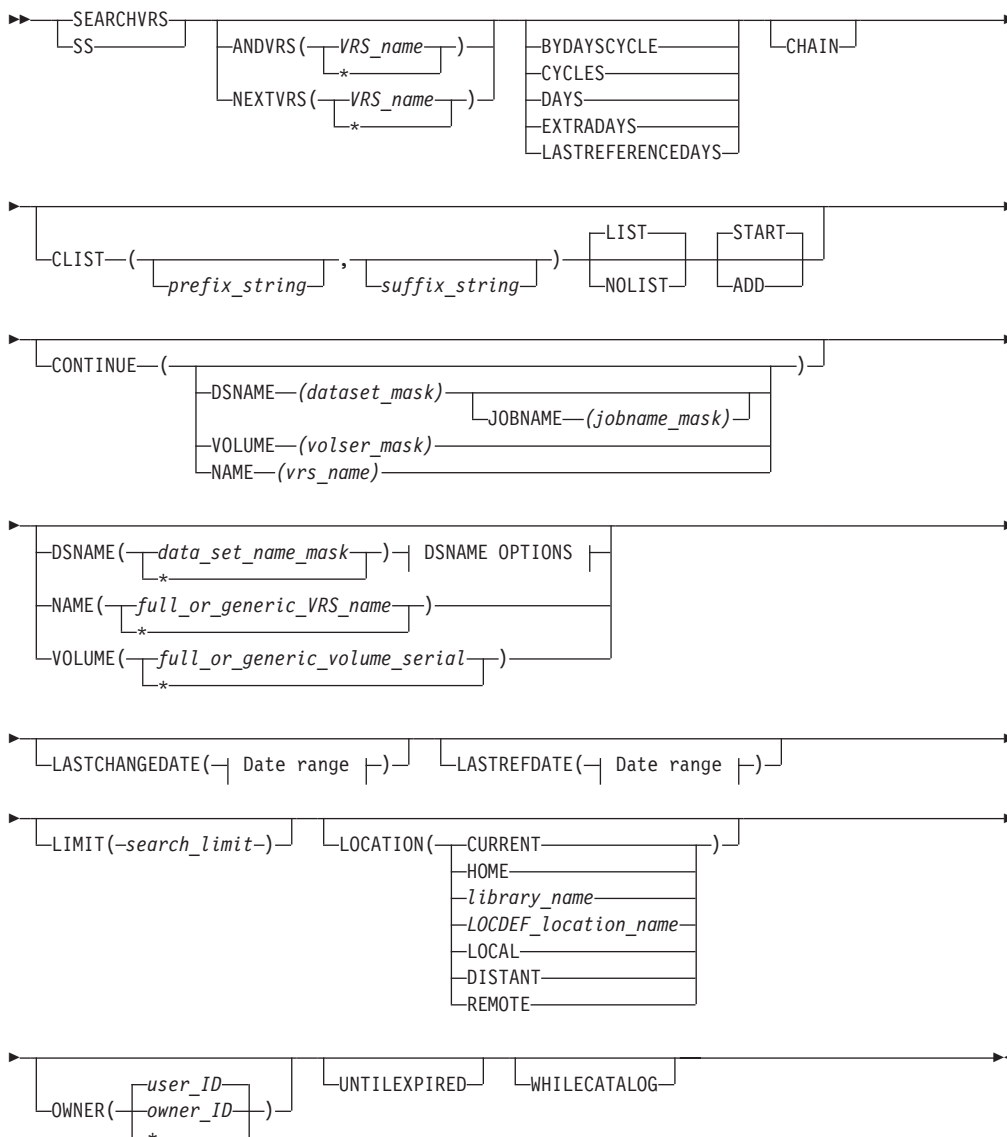 SEARCHVRS
SS
ANDVRS( VRS_name )
*
NEXTVRS( VRS_name )
*
BYDAYSCYCLE
CYCLES
DAYS
EXTRADAYS
LASTREFERENCEDAYS
CHAIN
CLIST ( prefix_string , suffix_string )
LIST
NOLIST
START
ADD
CONTINUE (
DSNAME (dataset_mask)
JOBNAME (jobname_mask)
VOLUME (volser_mask)
NAME (vrs_name)
)
DSNAME( data_set_name_mask ) DSNAME OPTIONS
*
NAME( full_or_generic_VRS_name )
*
VOLUME( full_or_generic_volume_serial )
*
LASTCHANGEDATE( Date range ) LASTREFDATE( Date range )
LIMIT( search_limit ) LOCATION( CURRENT )
HOME
library_name
LOCDEF_location_name
LOCAL
DISTANT
REMOTE
user_ID
OWNER( owner_ID )
*
UNTILEXPIRED WHILECATALOG